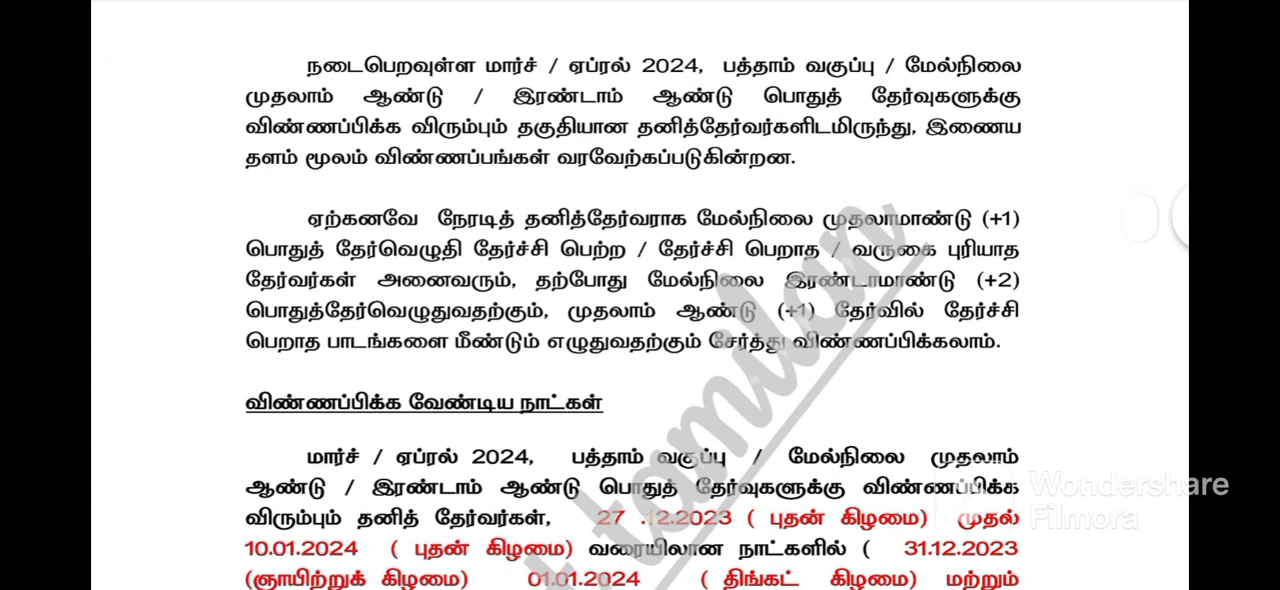 நடைபெறவுள்ள மார்ச் / ஏப்ரல் 2024, பத்தாம் வகுப்பு / மேல்நிலை
முதலாம் ஆண்டு / இரண்டாம் ஆண்டு பொதுத் தேர்வுகளுக்கு
விண்ணப்பிக்க விரும்பும் தகுதியான தனித்தேர்வர்களிடமிருந்து, இணைய
தளம் மூலம் விண்ணப்பங்கள் வரவேற்கப்படுகின்றன.
ஏற்கனவே நேரடித் தனித்தேர்வராக மேல்நிலை முதலாமாண்டு (+1)
பொதுத் தேர்வெழுதி தேர்ச்சி பெற்ற / தேர்ச்சி பெறாத / வருகை புரியாத
தேர்வர்கள் அனைவரும், தற்போது மேல்நிலை இரண்டாமாண்டு (+2)
பொதுத்தேர்வெழுதுவதற்கும், முதலாம் ஆண்டு (+1) தேர்வில் தேர்ச்சி
பெறாத பாடங்களை மீண்டும் எழுதுவதற்கும் சேர்த்து விண்ணப்பிக்கலாம்.
விண்ணப்பிக்க வேண்டிய நாட்கள்
மார்ச் / ஏப்ரல் 2024, பத்தாம் வகுப்பு / மேல்நிலை முதலாம்
ஆண்டு / இரண்டாம் ஆண்டு பொதுத் தேர்வுகளுக்கு விண்ணப்பிக்க
விரும்பும் தனித் தேர்வர்கள், 27 .12.2023 ( புதன் கிழமை) முதல்
10.01.2024 ( புதன் கிழமை) வரையிலான நாட்களில் ( 31.12.2023
(ஞாயிற்றுக் கிழமை) 01.01.2024 ( திங்கட் கிழமை) மற்றும்
tamilan
Wondershare
Filmora